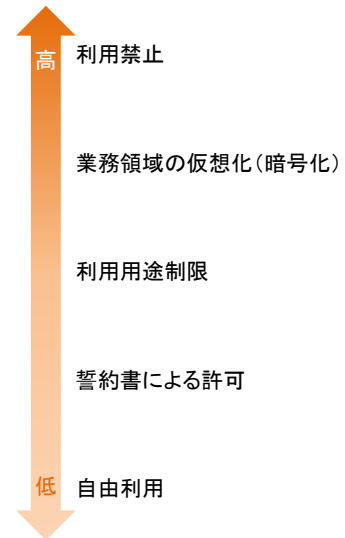 高
利用禁止
業務領域の仮想化（暗号化）
利用用途制限
誓約書による許可
低
自由利用